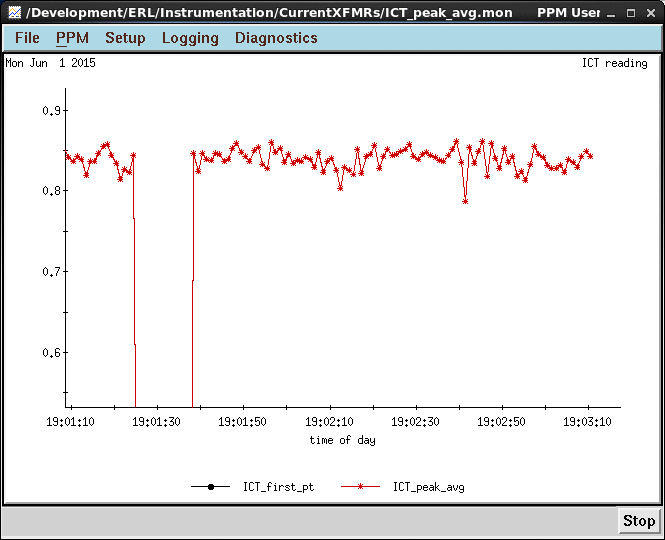 /Development/ERL/Instrumentation/CurrentXFMRs/ICT_peak_avg.mon PPM User
File PPM Setup Logging Diagnostics
Mon Jun 1 2015 ICT reading
0.9
0.8
0.7
0.6
19:01:10 19:01:30 19:01:50 19:02:10 19:02:30 19:02:50 19:03:10
time of day
ICT_first_pt ICT_peak_avg
Stop